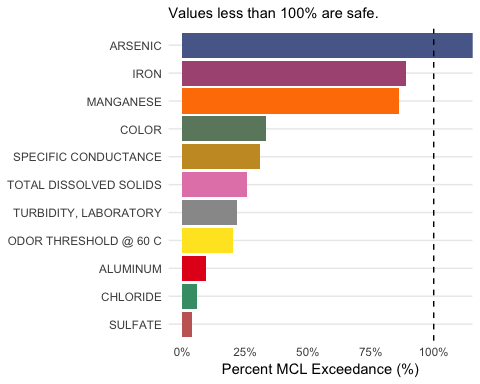 Values less than 100% are safe.
ARSENIC
IRON
MANGANESE
COLOR
SPECIFIC CONDUCTANCE
TOTAL DISSOLVED SOLIDS
TURBIDITY, LABORATORY
ODOR THRESHOLD @ 60 C
ALUMINUM
CHLORIDE
SULFATE
0% 25% 50% 75% 100%
Percent MCL Exceedance (%)